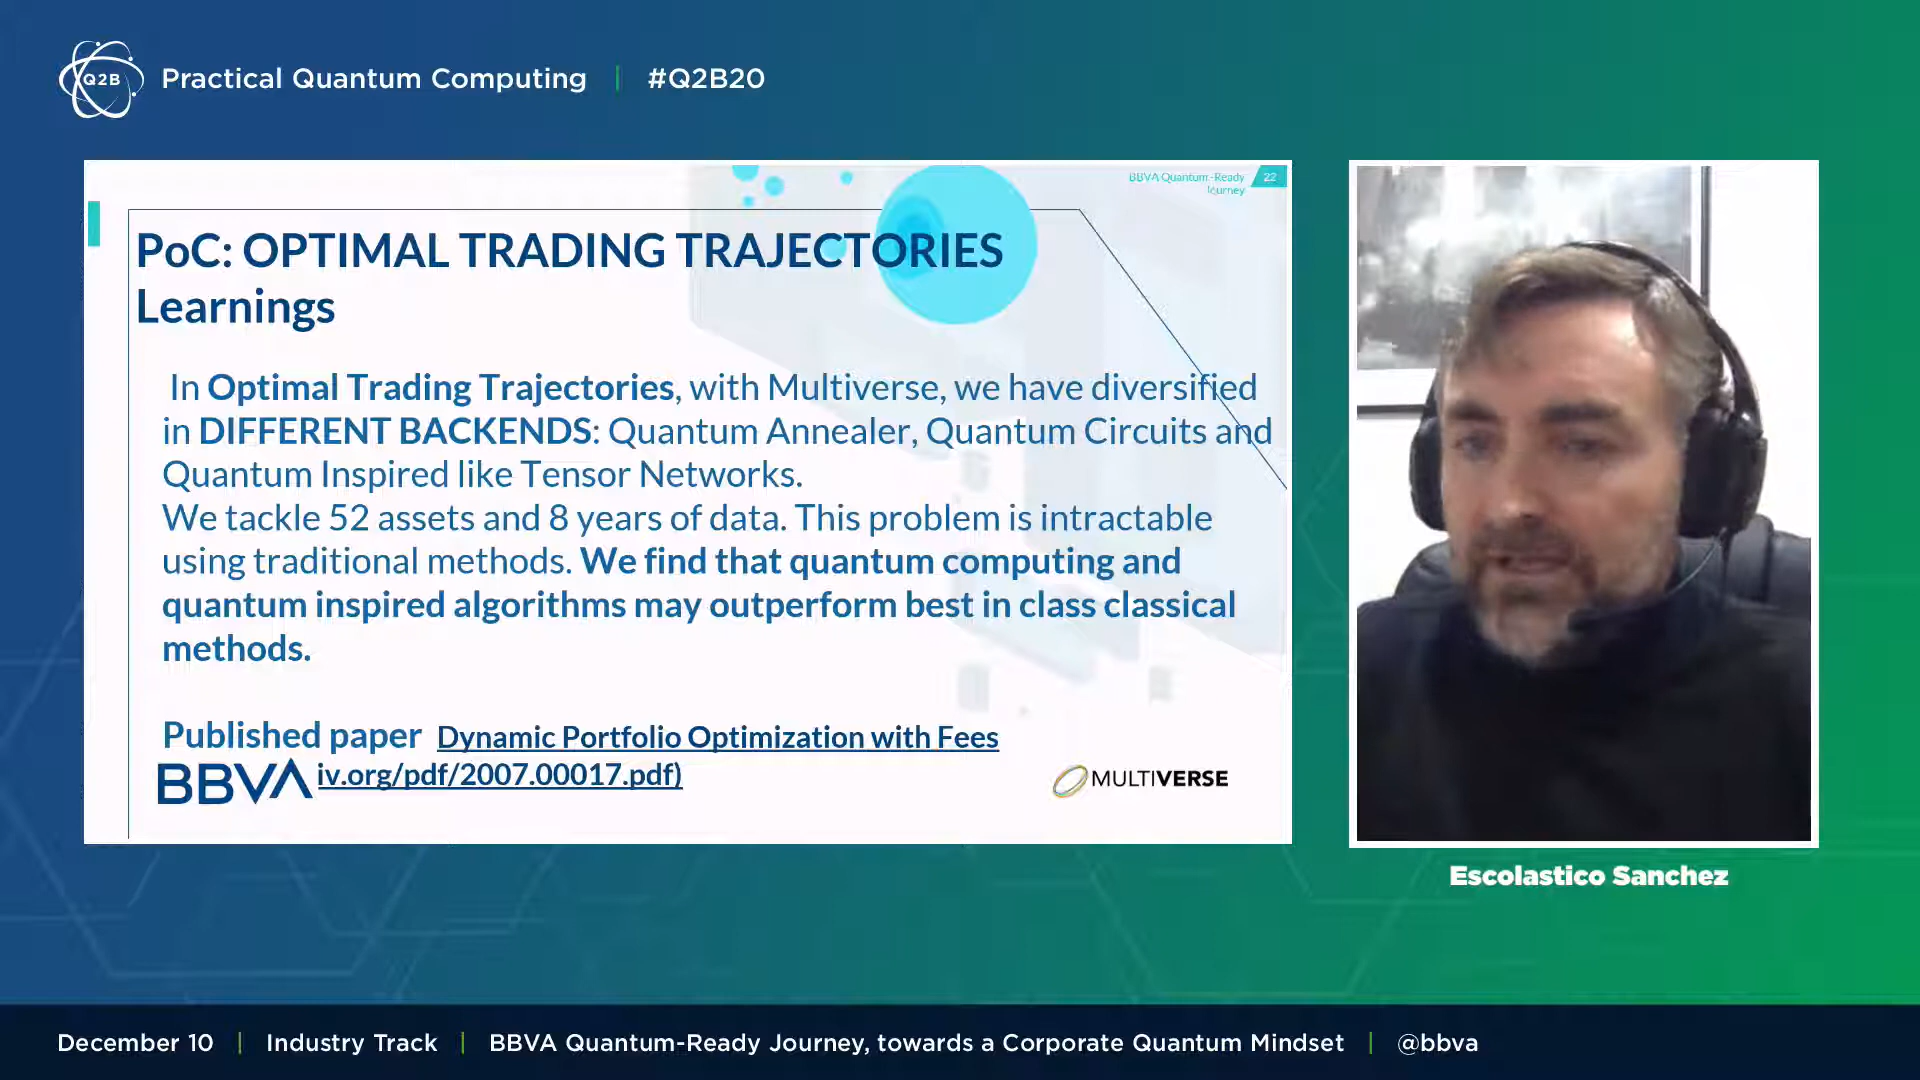 Q2B
Practical Quantum Computing | #Q2B20
BBVA Quantum-Ready
Journey
22
PoC: OPTIMAL TRADING TRAJECTORIES
Learnings
In Optimal Trading Trajectories, with Multiverse, we have diversified
in DIFFERENT BACKENDS: Quantum Annealer, Quantum Circuits and
Quantum Inspired like Tensor Networks.
We tackle 52 assets and 8 years of data. This problem is intractable
using traditional methods. We find that quantum computing and
quantum inspired algorithms may outperform best in class classical
methods.
Published paper Dynamic Portfolio Optimization with Fees
iv.org/pdf/2007.00017.pdf)
BBVA
MULTIVERSE
Escolastico Sanchez
December 10 | Industry Track | BBVA Quantum-Ready Journey, towards a Corporate Quantum Mindset | @bbva